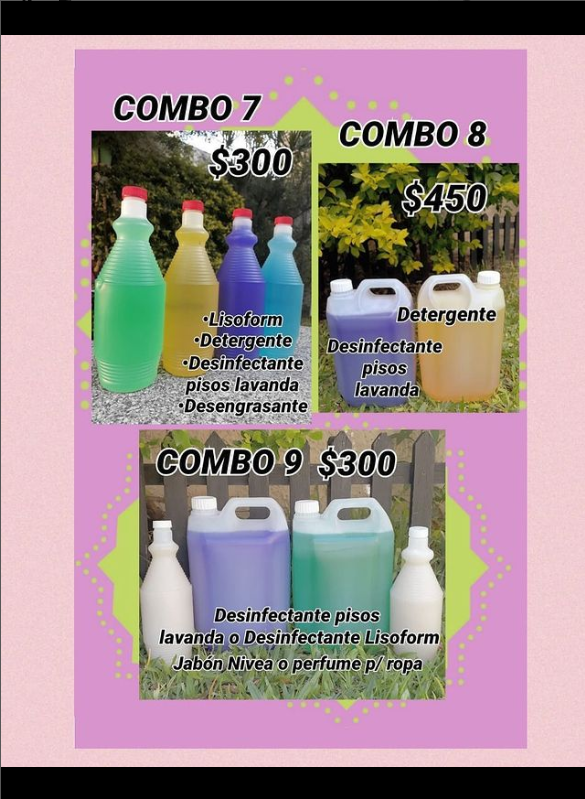 COMBO 7
$300
•Lisoform
•Detergente
•Desinfectante
pisos lavanda
•Desengrasante
COMBO 8
$450
Detergente
Desinfectante
pisos
lavanda
COMBO 9 $300
Desinfectante pisos
lavanda o Desinfectante Lisoform
Jabón Nivea o perfume p/ ropa